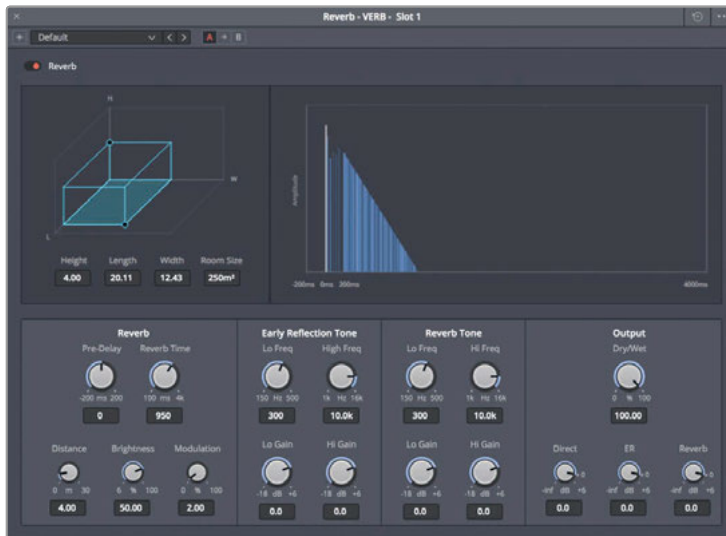 Reverb - VERB - Slot 1
Default
A
B
Reverb
H
W
L
Height Length Width Room Size
4.00 20.11 12.43 250m²
Amplitude
-200ms 0ms 300ms 4000ms
Reverb
Pre-Delay Reverb Time
-200 ms 200 100 ms 4k
0 950
Distance Brightness Modulation
0 m 30 6 % 100 0 % 100
4.00 50.00 2.00
Early Reflection Tone
Lo Freq High Freq
150 Hz 500 1k Hz 16k
300 10.0k
Lo Gain Hi Gain
-18 dB +6 -18 dB +6
0.0 0.0
Reverb Tone
Lo Freq Hi Freq
150 Hz 500 1k Hz 16k
300 10.0k
Lo Gain Hi Gain
-18 dB +6 -18 dB +6
0.0 0.0
Output
Dry/Wet
0 % 100
100.00
Direct ER Reverb
0 0 0
-inf dB +6 -inf dB +6 -inf dB +6
0.0 0.0 0.0